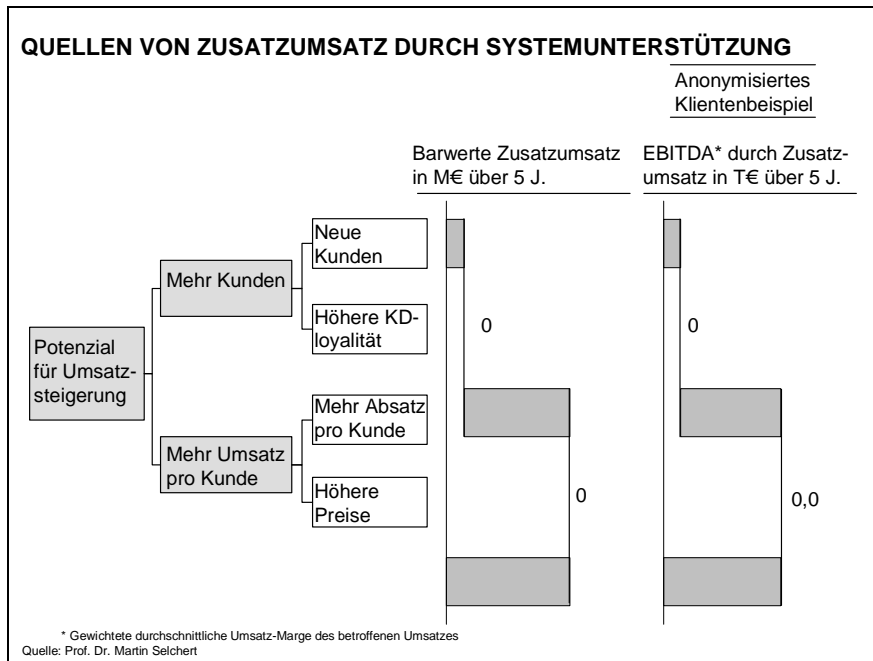 QUELLEN VON ZUSATZUMSATZ DURCH SYSTEMUNTERSTÜTZUNG
Anonymisiertes
Klientenbeispiel
Barwerte Zusatzumsatz
in M€ über 5 J.
EBITDA* durch Zusatz-
umsatz in T€ über 5 J.
Potenzial
für Umsatz-
steigerung
Mehr Kunden
Mehr Umsatz
pro Kunde
Neue
Kunden
Höhere KD-
loyalität
0
0
Mehr Absatz
pro Kunde
Höhere
Preise
0
0,0
* Gewichtete durchschnittliche Umsatz-Marge des betroffenen Umsatzes
Quelle: Prof. Dr. Martin Selchert